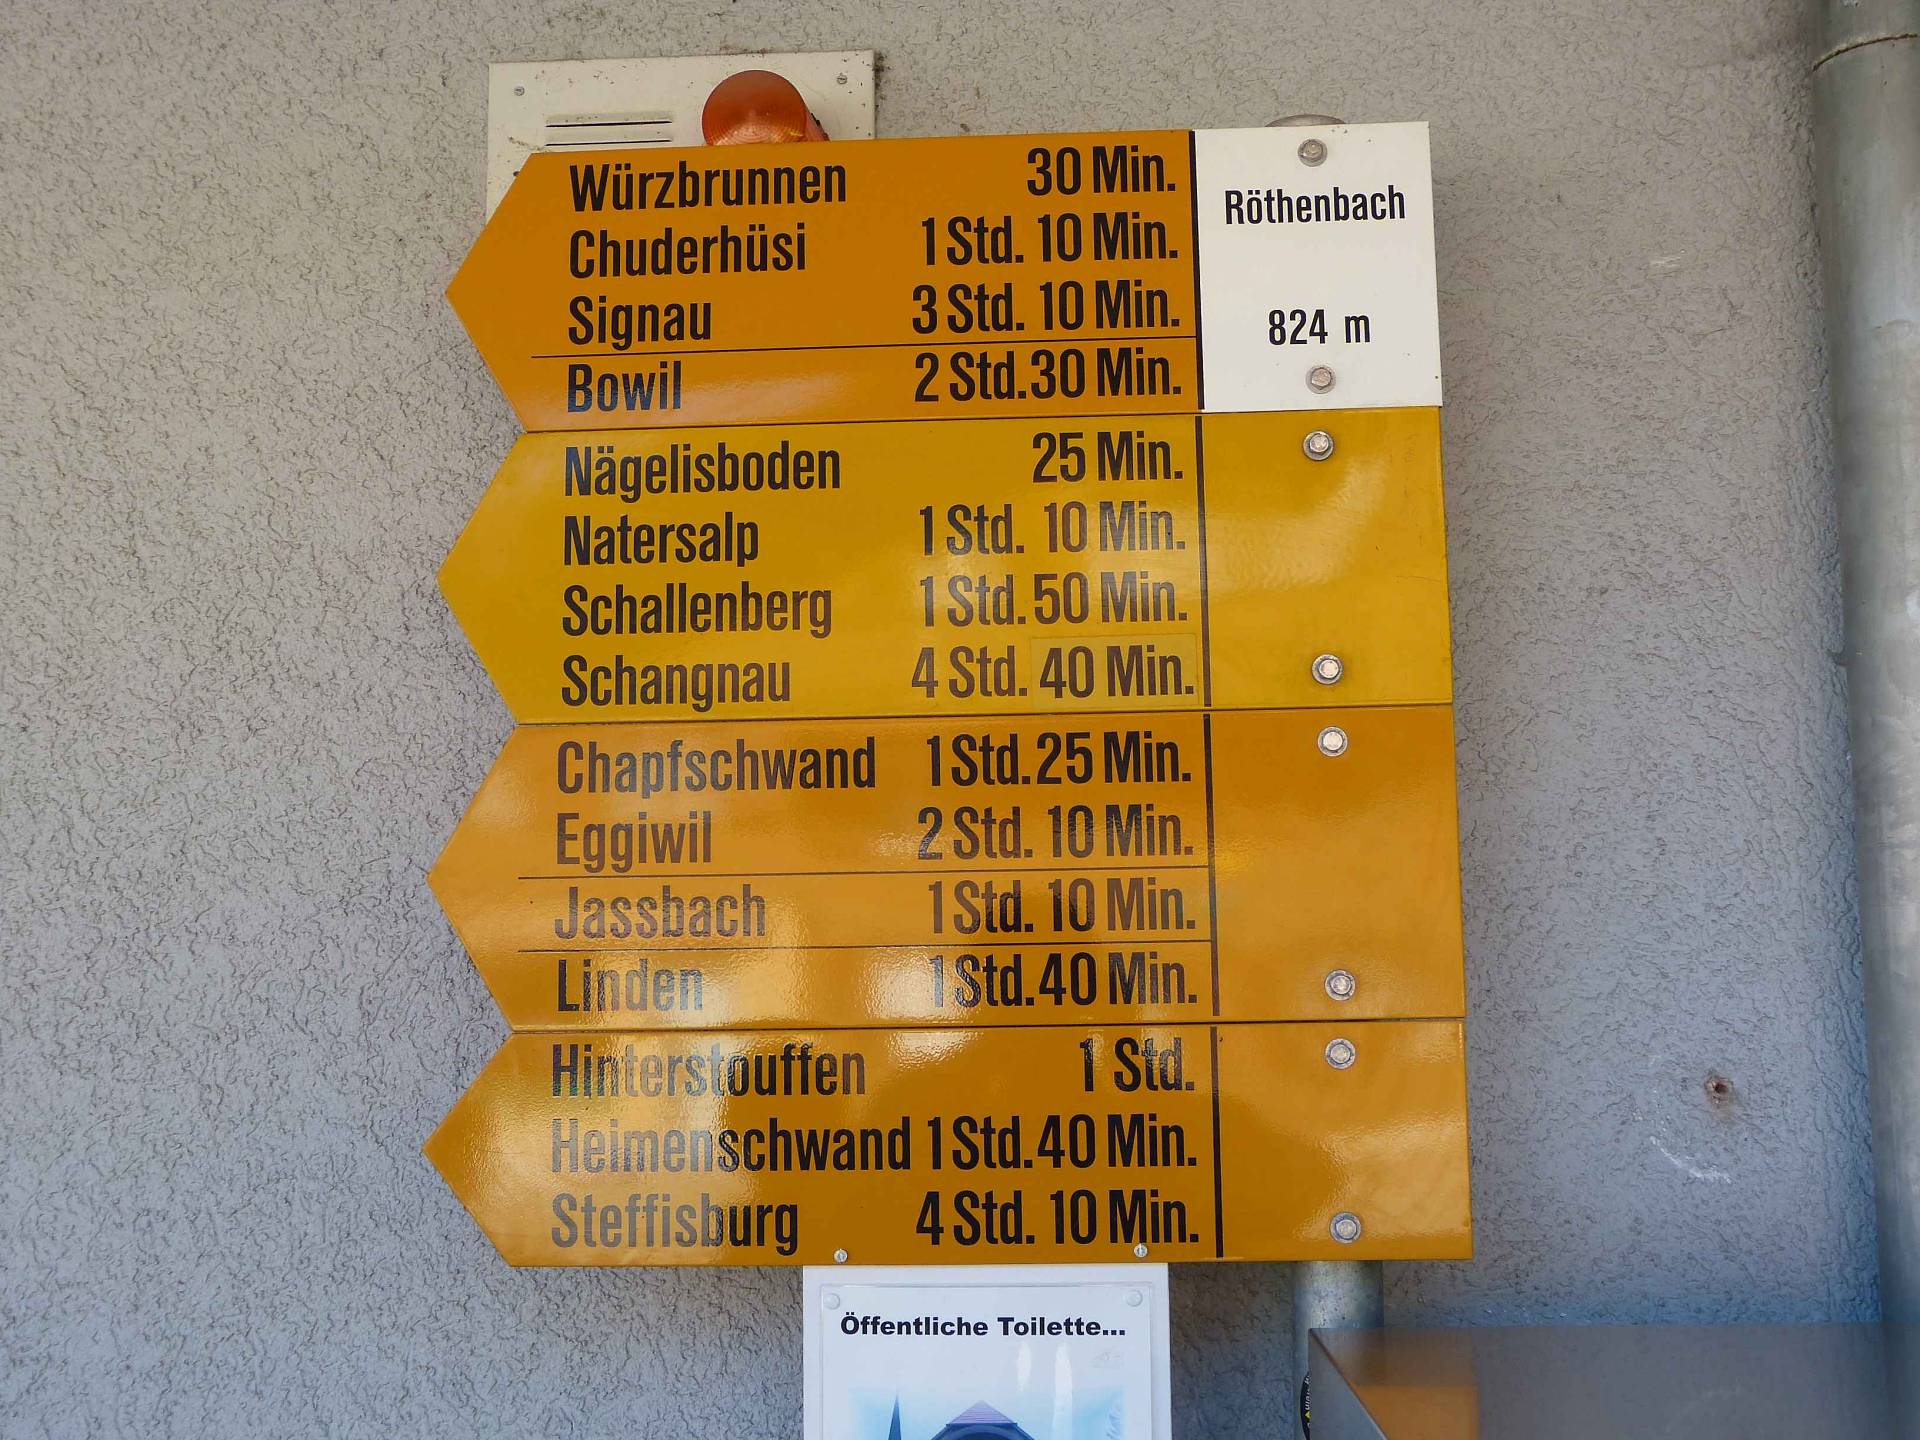 Würzbrunnen 30 Min.
Chuderhüsi 1 Std. 10 Min.
Signau 3 Std. 10 Min.
Bowil 2 Std. 30 Min.
Röthenbach
824 m
Nägelisboden 25 Min.
Natersalp 1 Std. 10 Min.
Schallenberg 1 Std. 50 Min.
Schangnau 4 Std. 40 Min.
Chapfschwand 1 Std. 25 Min.
Eggiwil 2 Std. 10 Min.
Jassbach 1 Std. 10 Min.
Linden 1 Std. 40 Min.
Hinterstouffen 1 Std.
Heimenschwand 1 Std. 40 Min.
Steffisburg 4 Std. 10 Min.
Öffentliche Toilette...